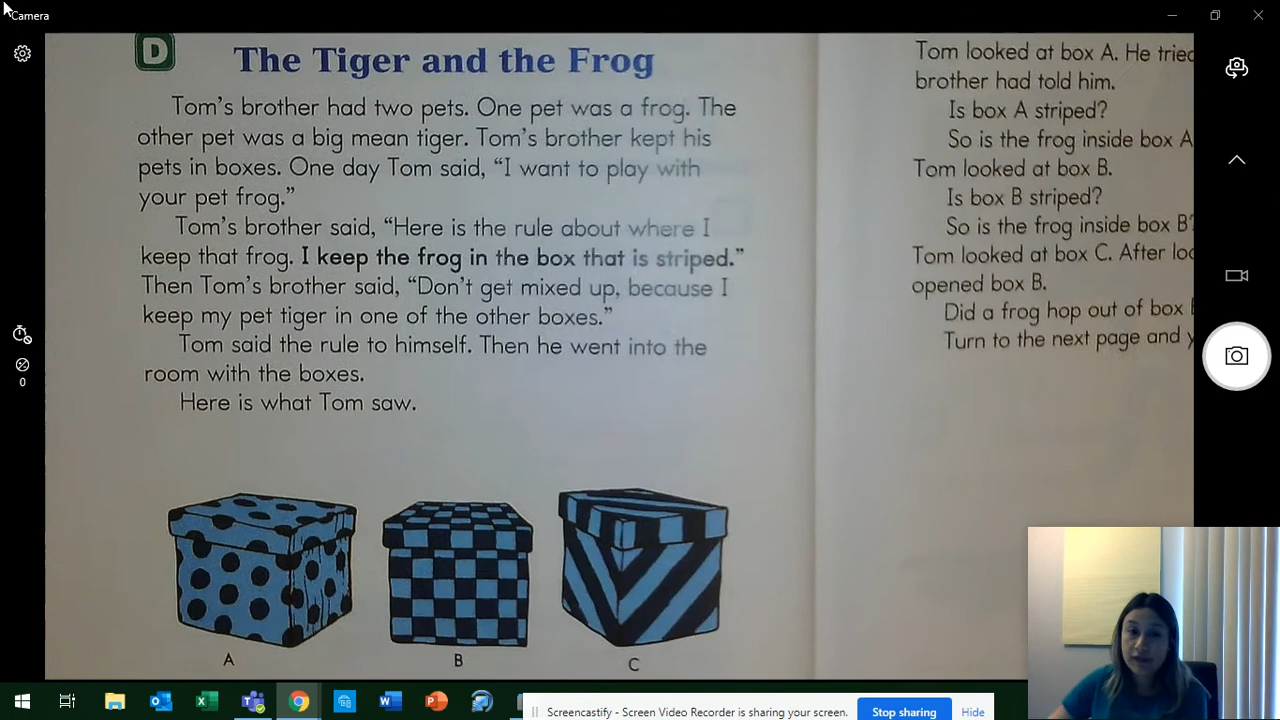 Camera
D
The Tiger and the Frog
Tom's brother had two pets. One pet was a frog. The
other pet was a big mean tiger. Tom's brother kept his
pets in boxes. One day Tom said, "I want to play with
your pet frog."
Tom's brother said, "Here is the rule about where I
keep that frog. I keep the frog in the box that is striped."
Then Tom's brother said, "Don't get mixed up, because I
keep my pet tiger in one of the other boxes."
Tom said the rule to himself. Then he went into the
room with the boxes.
Here is what Tom saw.
A
B
C
Tom looked at box A. He tried
brother had told him.
Is box A striped?
So is the frog inside box A
Tom looked at box B.
Is box B striped?
So is the frog inside box B?
Tom looked at box C. After
opened box B.
Did a frog hop out of box
Turn to the next page and
0
Screencastify - Screen Video Recorder is sharing your screen.
Stop sharing
Hide